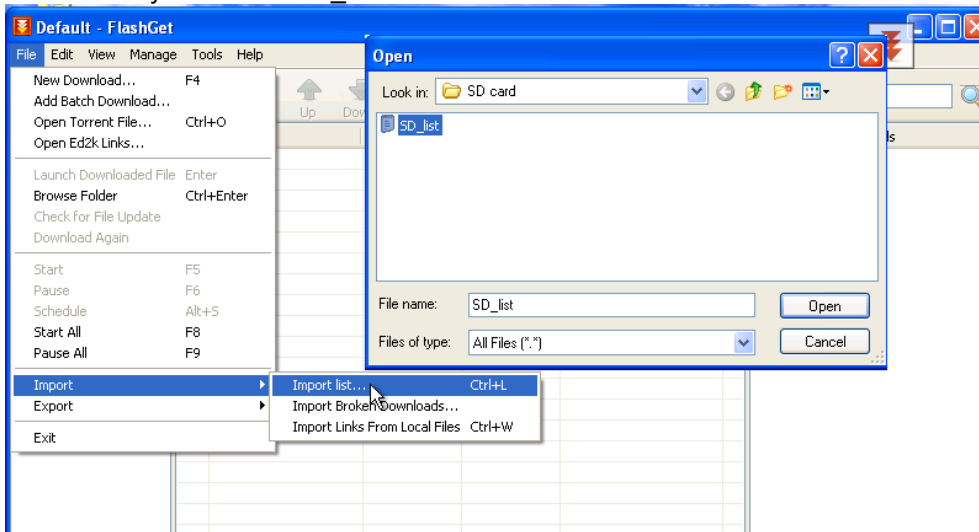 Default - FlashGet
File Edit View Manage Tools Help
New Download... F4
Add Batch Download...
Open Torrent File... Ctrl+O
Open Ed2k Links...
Launch Downloaded File Enter
Browse Folder Ctrl+Enter
Check for File Update
Download Again
Start F5
Pause F6
Schedule Alt+S
Start All F8
Pause All F9
Import
Export
Exit
Import list... Ctrl+L
Import Broken Downloads...
Import Links From Local Files Ctrl+W
Up
Open
Look in: SD card
SD_list
File name: SD_list
Open
Files of type: All Files (*.*)
Cancel